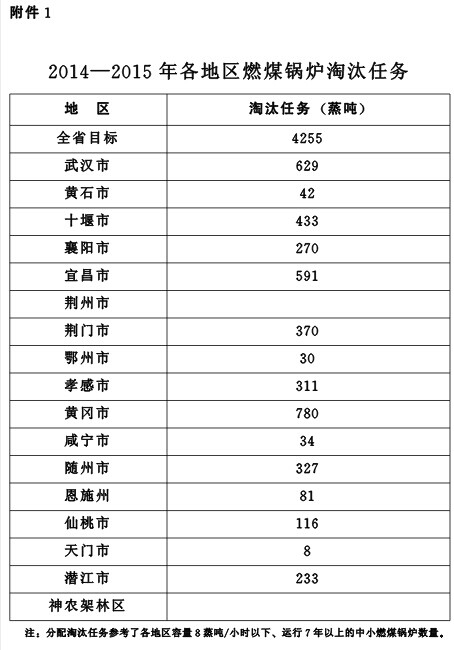 附件 1
2014—2015 年各地区燃煤锅炉淘汰任务
地 区 淘汰任务（蒸吨）
全省目标 4255
武汉市 629
黄石市 42
十堰市 433
襄阳市 270
宜昌市 591
荆州市
荆门市 370
鄂州市 30
孝感市 311
黄冈市 780
咸宁市 34
随州市 327
恩施州 81
仙桃市 116
天门市 8
潜江市 233
神农架林区
注：分配淘汰任务参考了各地区容量 8 蒸吨/小时以下、运行 7 年以上的中小燃煤锅炉数量。